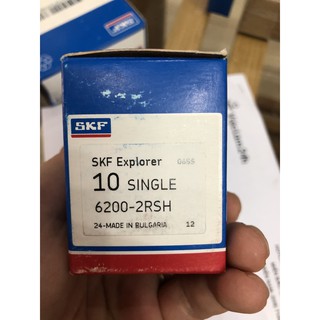 SKF
SKF Explorer
10 SINGLE
6200-2RSH
24-MADE IN BULGARIA 12